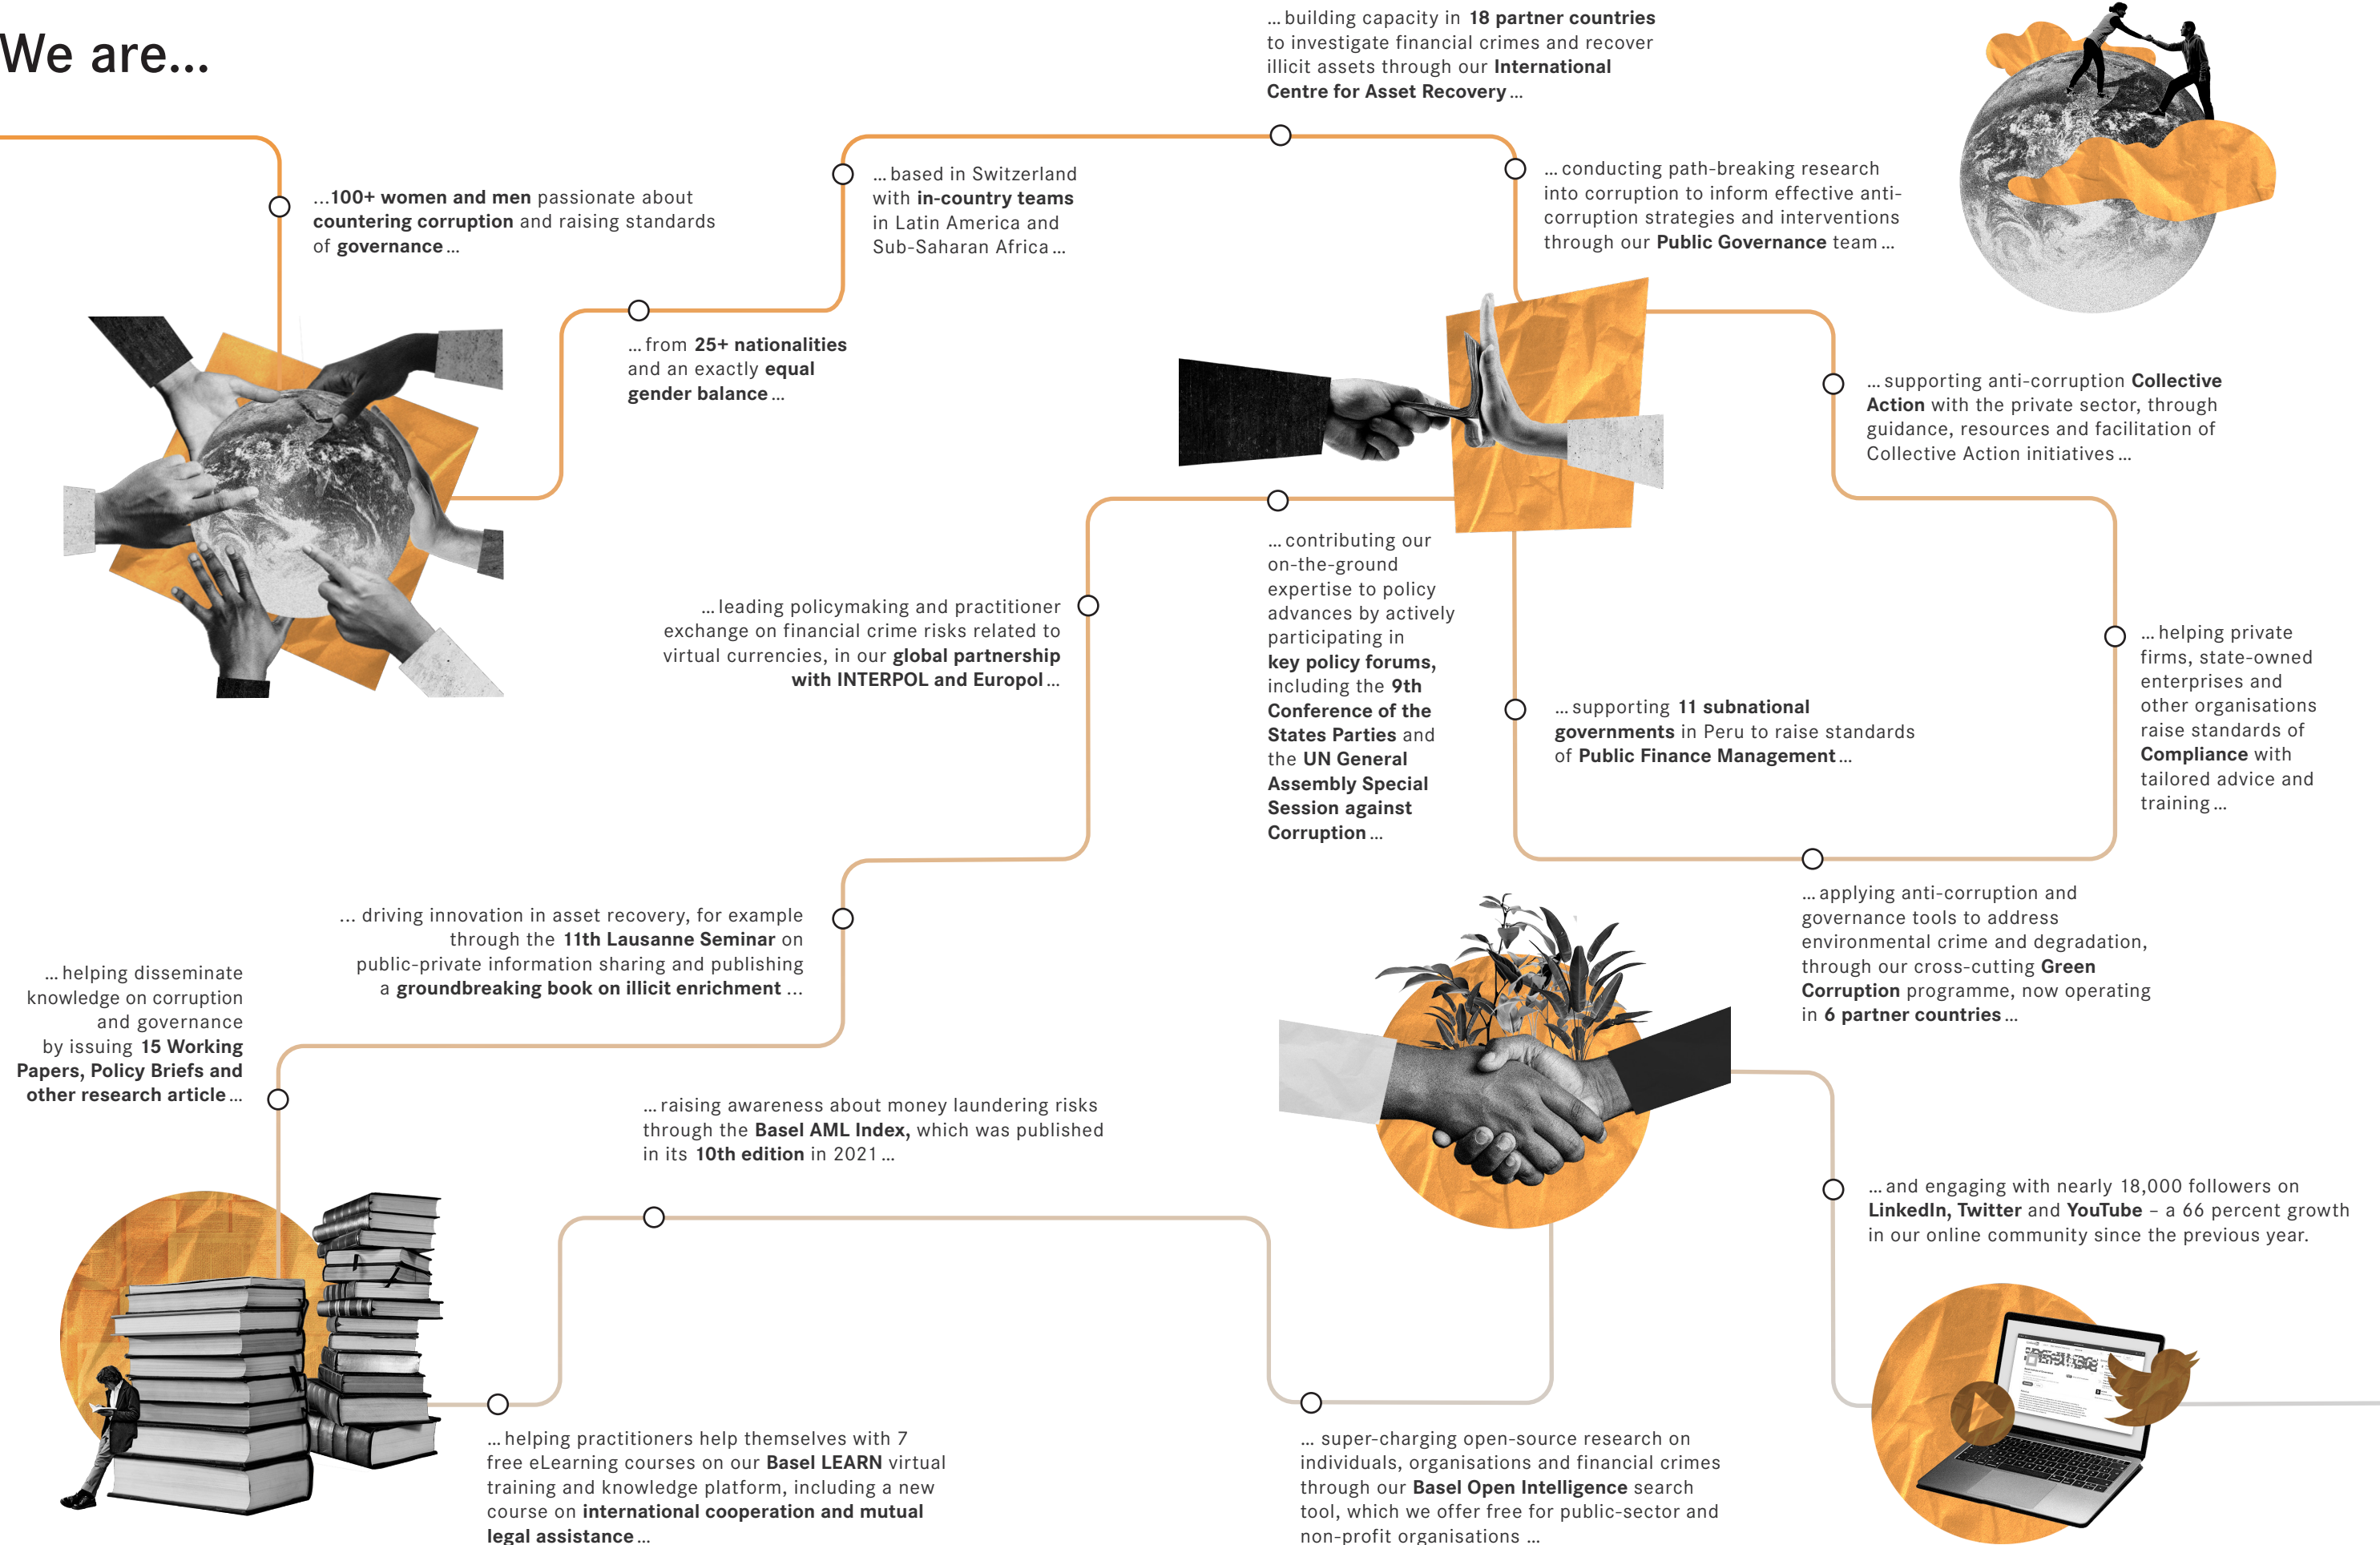 We are...
...100+ women and men passionate about
countering corruption and raising standards
of governance...
...from 25+ nationalities
and an exactly equal
gender balance...
...based in Switzerland
with in-country teams
in Latin America and
Sub-Saharan Africa...
...building capacity in 18 partner countries
to investigate financial crimes and recover
illicit assets through our International
Centre for Asset Recovery...
...conducting path-breaking research
into corruption to inform effective anti-
corruption strategies and interventions
through our Public Governance team...
...supporting anti-corruption Collective
Action with the private sector, through
guidance, resources and facilitation of
Collective Action initiatives...
...helping private
firms, state-owned
enterprises and
other organisations
raise standards of
Compliance with
tailored advice and
training...
...applying anti-corruption and
governance tools to address
environmental crime and degradation,
through our cross-cutting Green
Corruption programme, now operating
in 6 partner countries...
...supporting 11 subnational
governments in Peru to raise standards
of Public Finance Management...
...contributing our
on-the-ground
expertise to policy
advances by actively
participating in
key policy forums,
including the 9th
Conference of the
States Parties and
the UN General
Assembly Special
Session against
Corruption...
...leading policymaking and practitioner
exchange on financial crime risks related to
virtual currencies, in our global partnership
with INTERPOL and Europol...
... driving innovation in asset recovery, for example
through the 11th Lausanne Seminar on
public-private information sharing and publishing
a groundbreaking book on illicit enrichment ...
...helping disseminate
knowledge on corruption
and governance
by issuing 15 Working
Papers, Policy Briefs and
other research article...
...helping practitioners help themselves with 7
free eLearning courses on our Basel LEARN virtual
training and knowledge platform, including a new
course on international cooperation and mutual
legal assistance...
...raising awareness about money laundering risks
through the Basel AML Index, which was published
in its 10th edition in 2021...
... super-charging open-source research on
individuals, organisations and financial crimes
through our Basel Open Intelligence search
tool, which we offer free for public-sector and
non-profit organisations ...
...and engaging with nearly 18,000 followers on
LinkedIn, Twitter and YouTube – a 66 percent growth
in our online community since the previous year.